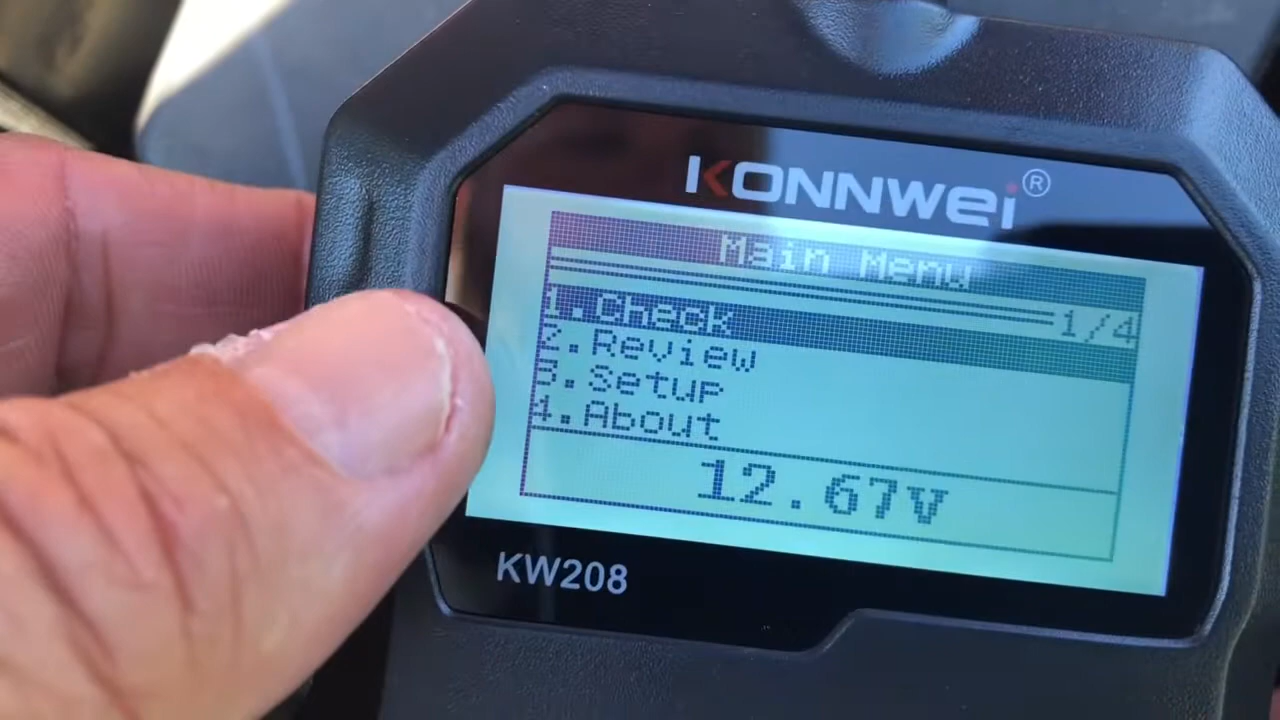 KONNWEi®
Main Menu
1/4
1.Check
2.Review
3.Setup
4.About
12.67V
KW208